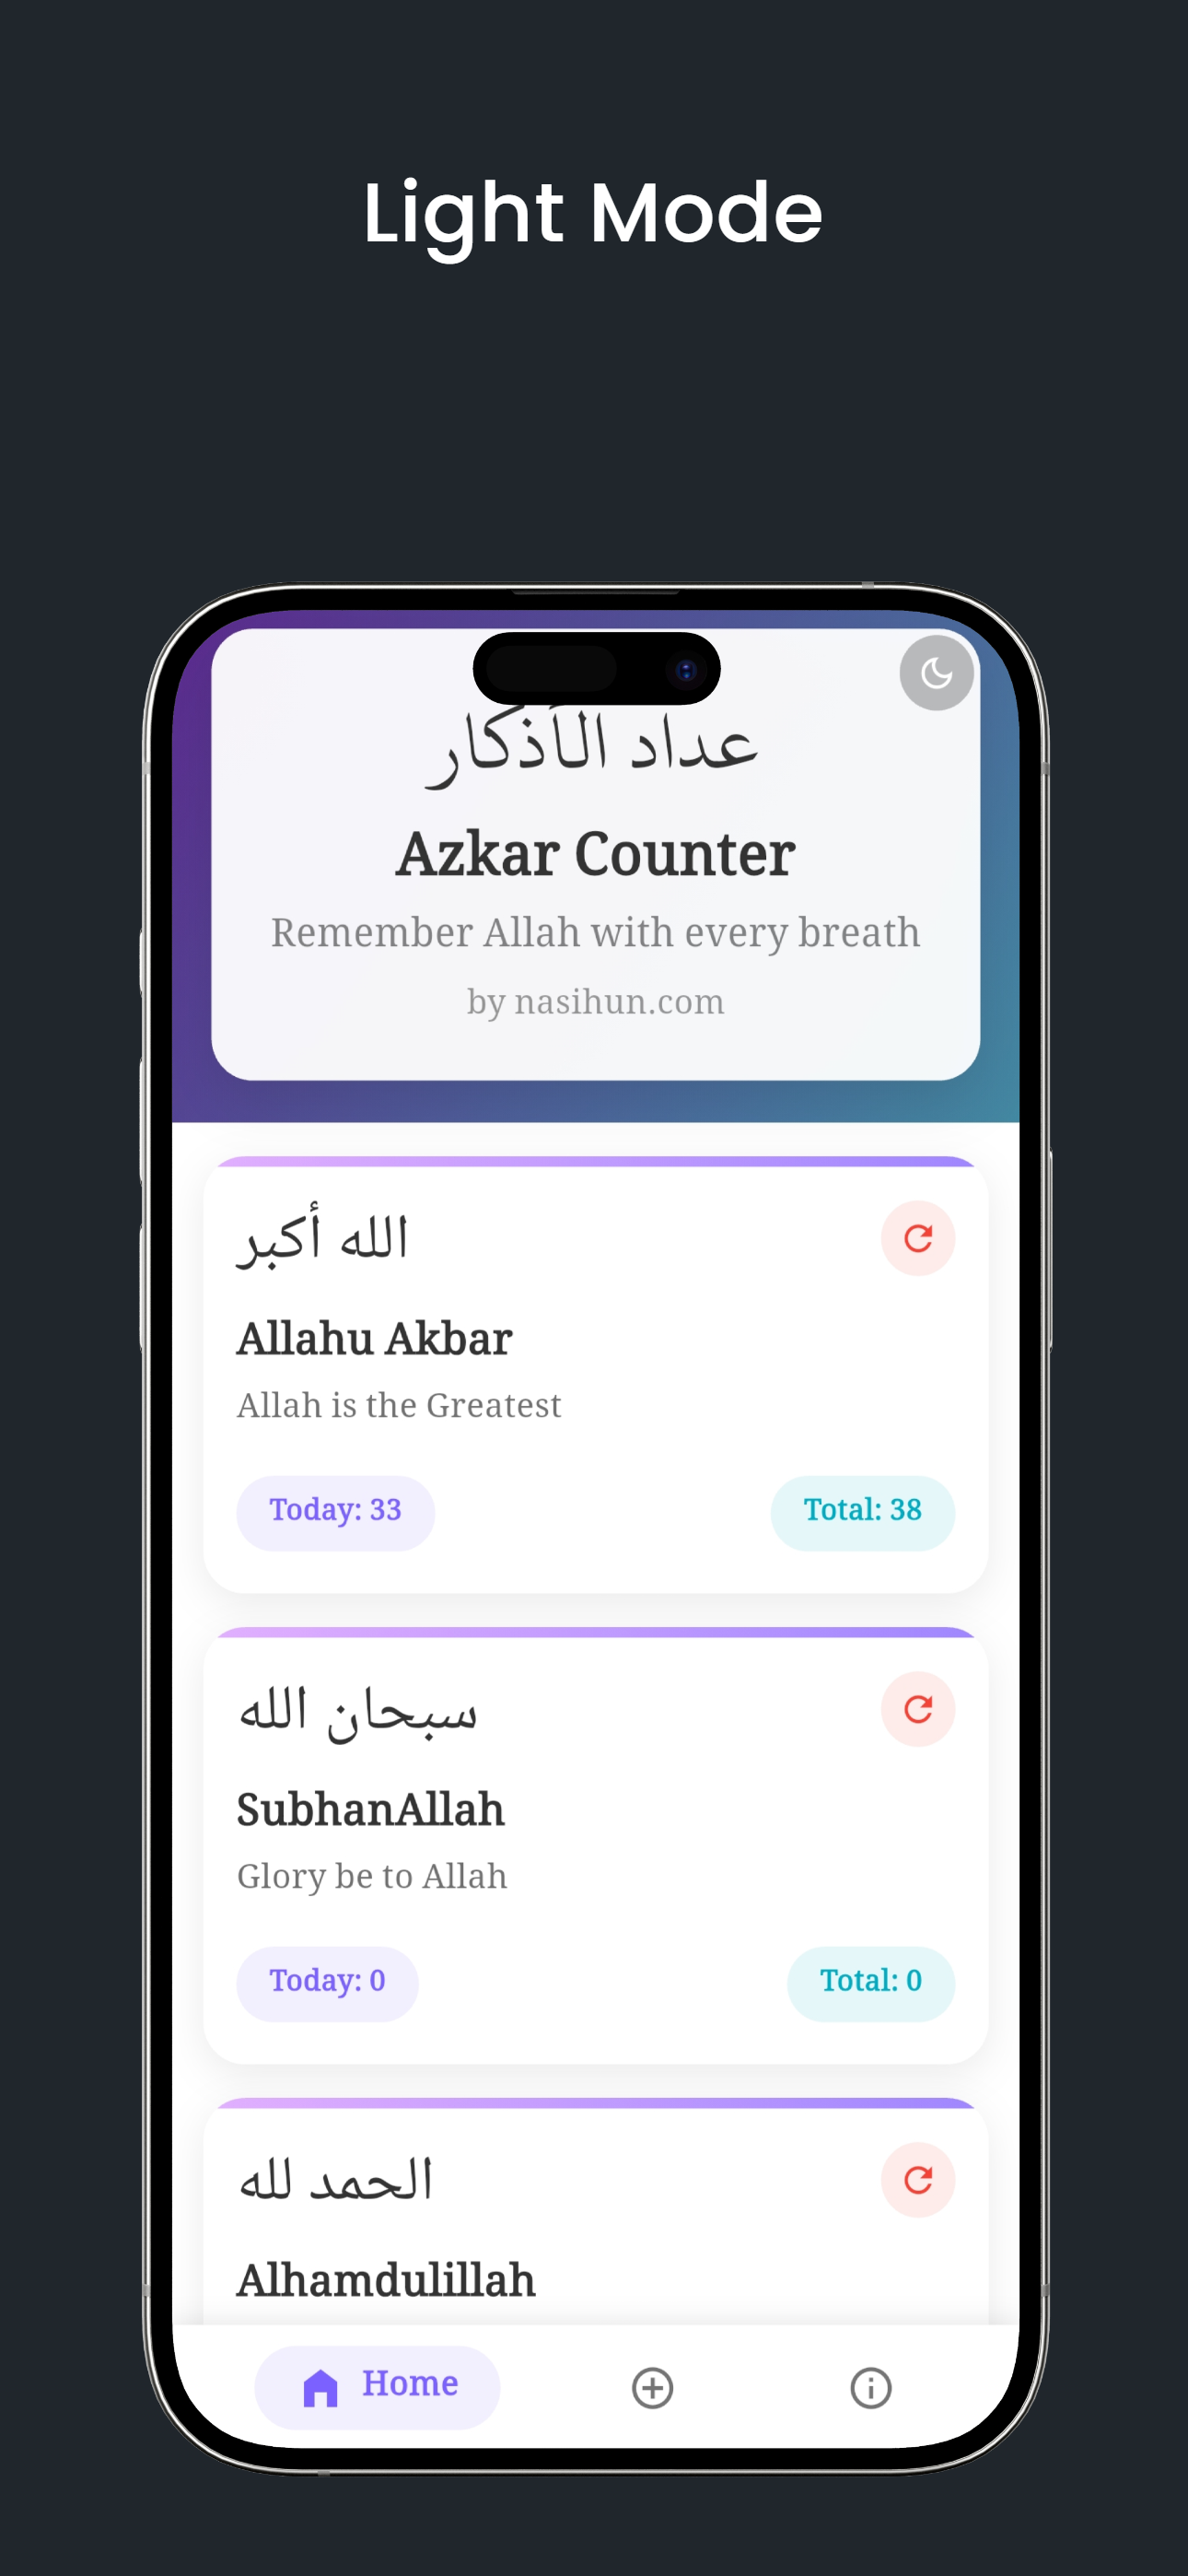 Light Mode
عداد الأذكار
Azkar Counter
Remember Allah with every breath
by nasihun.com
الله أكبر
Allahu Akbar
Allah is the Greatest
Today: 33
Total: 38
سبحان الله
SubhanAllah
Glory be to Allah
Today: 0
Total: 0
الحمد لله
Alhamdulillah
Home